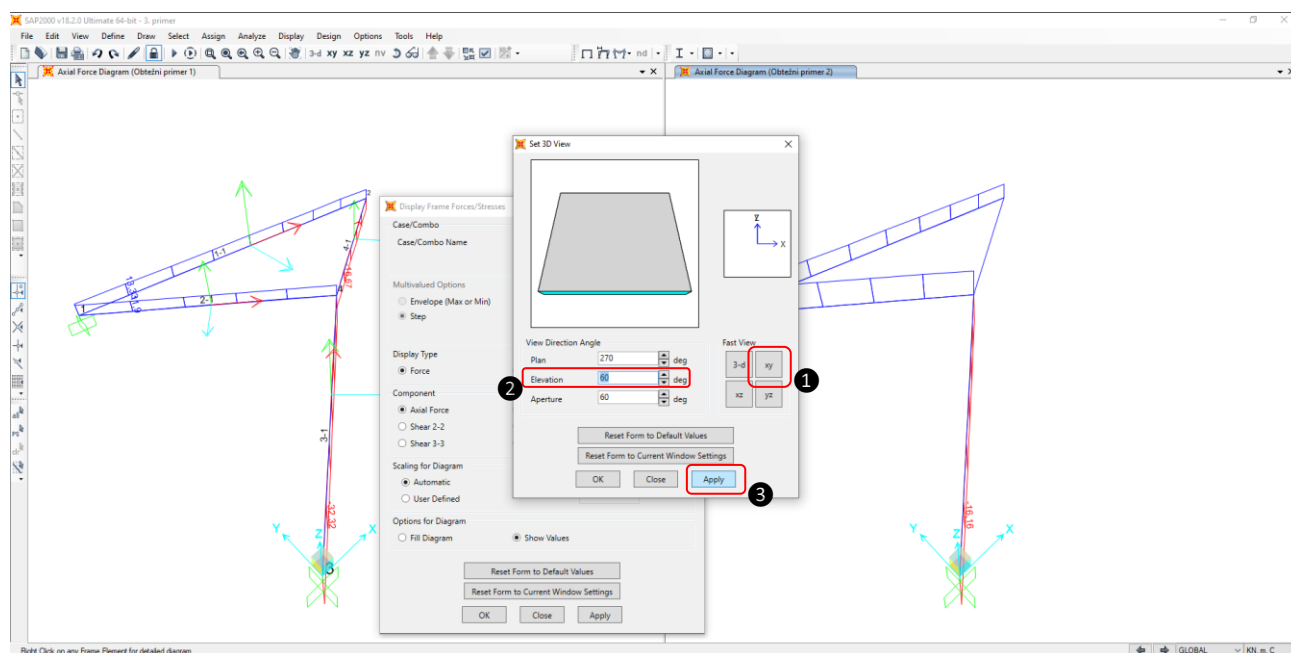 SAP2000 v18.2.0 Ultimate 64-bit - 3. primer
File Edit View Define Draw Select Assign Analyze Display Design Options Tools Help
3-d xy xz yz nv
nd
Axial Force Diagram (Obtežni primer 1)
Axial Force Diagram (Obtežni primer 2)
Set 3D View
Display Frame Forces/Stresses
Case/Combo
Case/Combo Name
Multivalued Options
Envelope (Max or Min)
Step
Display Type
Force
Component
Axial Force
Shear 2-2
Shear 3-3
Scaling for Diagram
Automatic
User Defined
Options for Diagram
Fill Diagram
Show Values
Reset Form to Default Values
Reset Form to Current Window Settings
OK Close Apply
Z
X
View Direction Angle
Plan 270 deg
Elevation 60 deg
Aperture 60 deg
Fast View
3-d xy
xz yz
Reset Form to Default Values
Reset Form to Current Window Settings
OK Close Apply
1
2
3
2
1-1
4-1
-16,67
4
2-1
1
3-1
-32,32
Y Z X
3
-16,16
Y Z X
Right Click on any Frame Element for detailed diagram
GLOBAL
KN, m, C